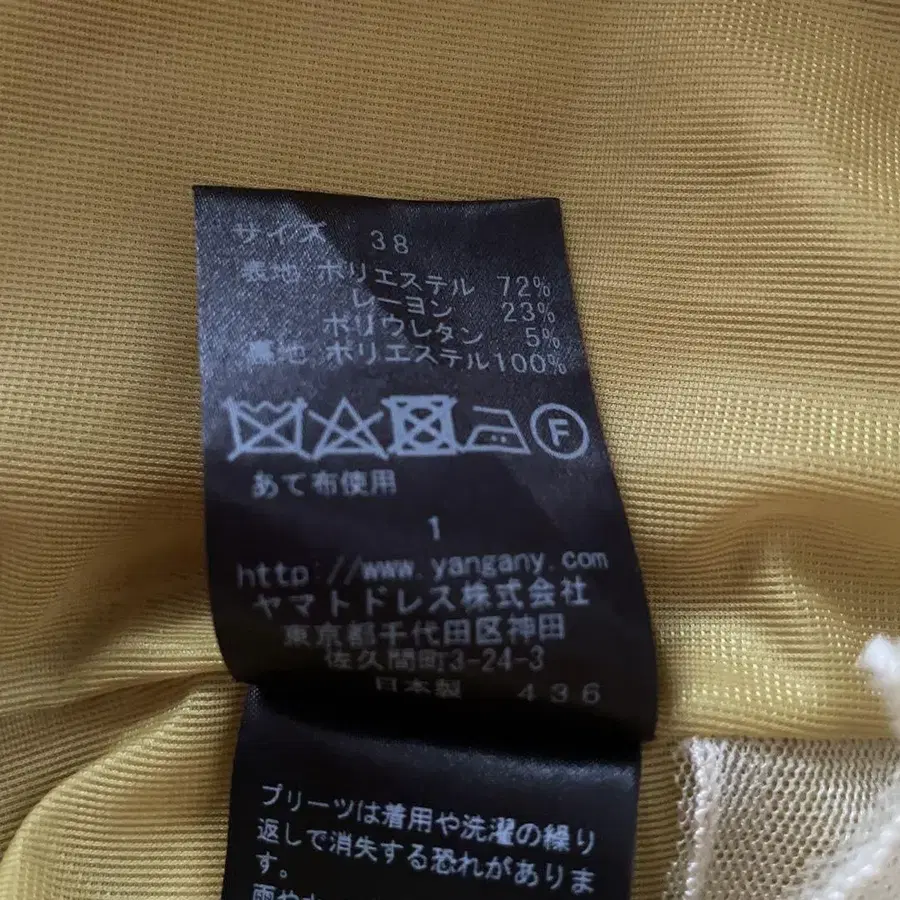 サイズ 38
表地 ポリエステル 72%
レーヨン 23%
ポリウレタン 5%
裏地 ポリエステル100%
F
あて布使用
1
http://www.yangany.com
ヤマトドレス株式会社
東京都千代田区神田
佐久間町3-24-3
日本製 436
プリーツは着用や洗濯の繰り
返しで消失する恐れがありま
す。